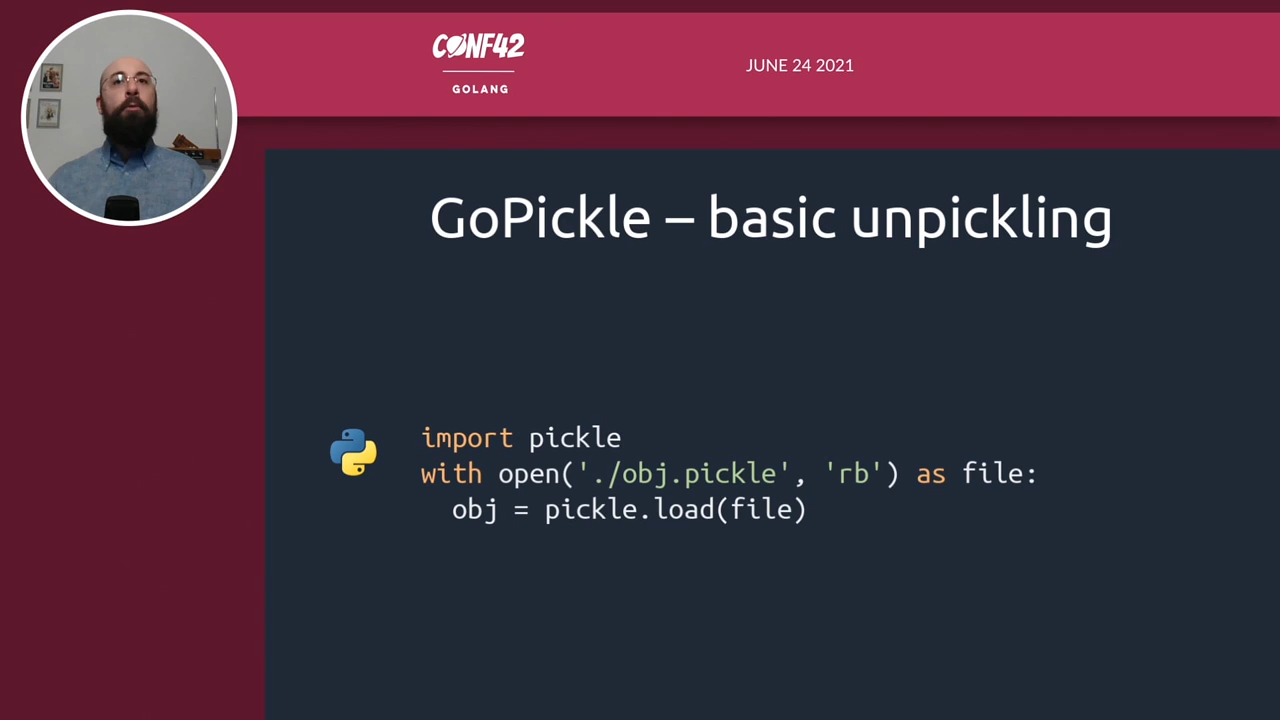 CONF42
GOLANG
JUNE 24 2021
GoPickle – basic unpickling
import pickle
with open('./obj.pickle', 'rb') as file:
  obj = pickle.load(file)